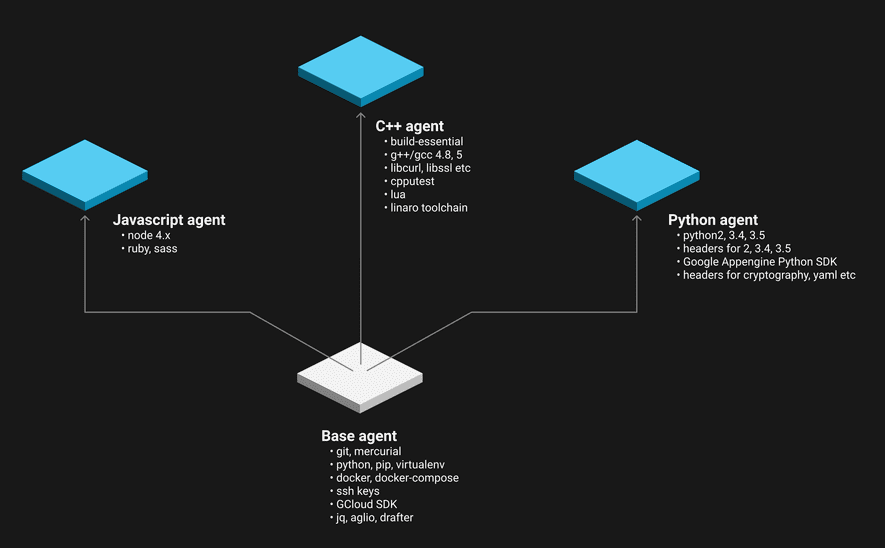 C++ agent
• build-essential
• g++/gcc 4.8, 5
• libcurl, libssl etc
• cpputest
• lua
• linaro toolchain
Javascript agent
• node 4.x
• ruby, sass
Python agent
• python2, 3.4, 3.5
• headers for 2, 3.4, 3.5
• Google Appengine Python SDK
• headers for cryptography, yaml etc
Base agent
• git, mercurial
• python, pip, virtualenv
• docker, docker-compose
• ssh keys
• GCloud SDK
• jq, aglio, drafter